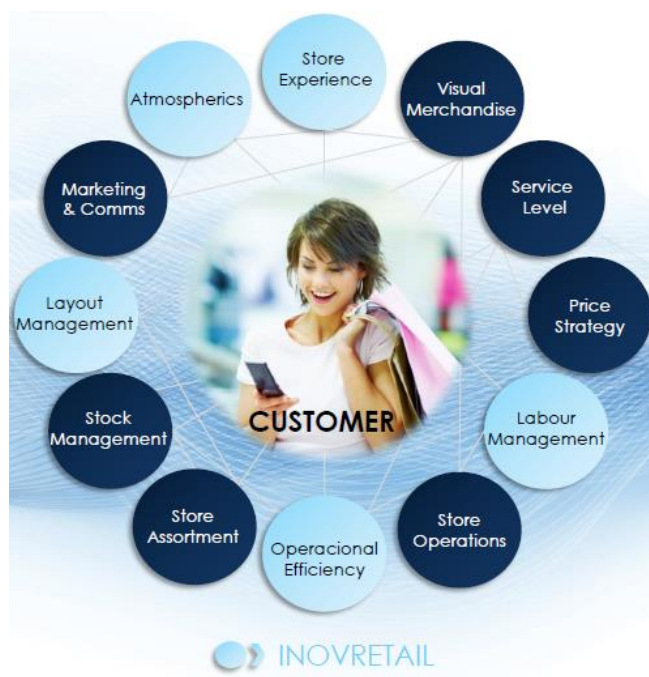 Store
Experience
Visual
Merchandise
Service
Level
Price
Strategy
Labour
Management
Store
Operations
Operacional
Efficiency
Store
Assortment
Stock
Management
Layout
Management
Marketing
& Comms
Atmospherics
CUSTOMER
INOVRETAIL